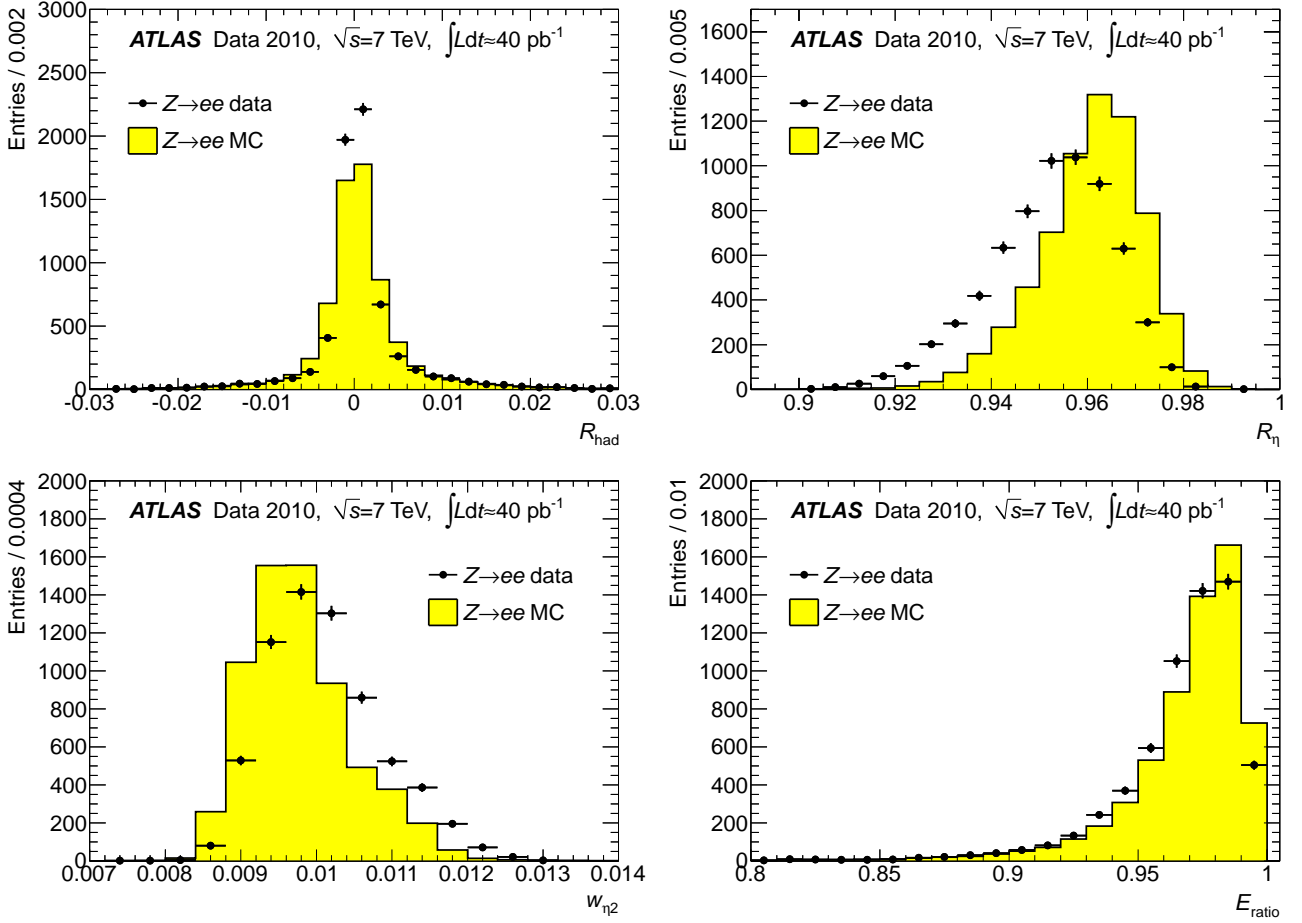 Entries / 0.002
3000
2500
2000
1500
1000
500
0
ATLAS Data 2010, √s=7 TeV, ∫Ldt≈40 pb⁻¹
Z→ee data
Z→ee MC
-0.03 -0.02 -0.01 0 0.01 0.02 0.03
R_had
Entries / 0.005
1600
1400
1200
1000
800
600
400
200
0
ATLAS Data 2010, √s=7 TeV, ∫Ldt≈40 pb⁻¹
Z→ee data
Z→ee MC
0.9 0.92 0.94 0.96 0.98 1
R_η
Entries / 0.0004
2000
1800
1600
1400
1200
1000
800
600
400
200
0
ATLAS Data 2010, √s=7 TeV, ∫Ldt≈40 pb⁻¹
Z→ee data
Z→ee MC
0.007 0.008 0.009 0.01 0.011 0.012 0.013 0.014
w_η2
Entries / 0.01
2000
1800
1600
1400
1200
1000
800
600
400
200
0
ATLAS Data 2010, √s=7 TeV, ∫Ldt≈40 pb⁻¹
Z→ee data
Z→ee MC
0.8 0.85 0.9 0.95 1
E_ratio